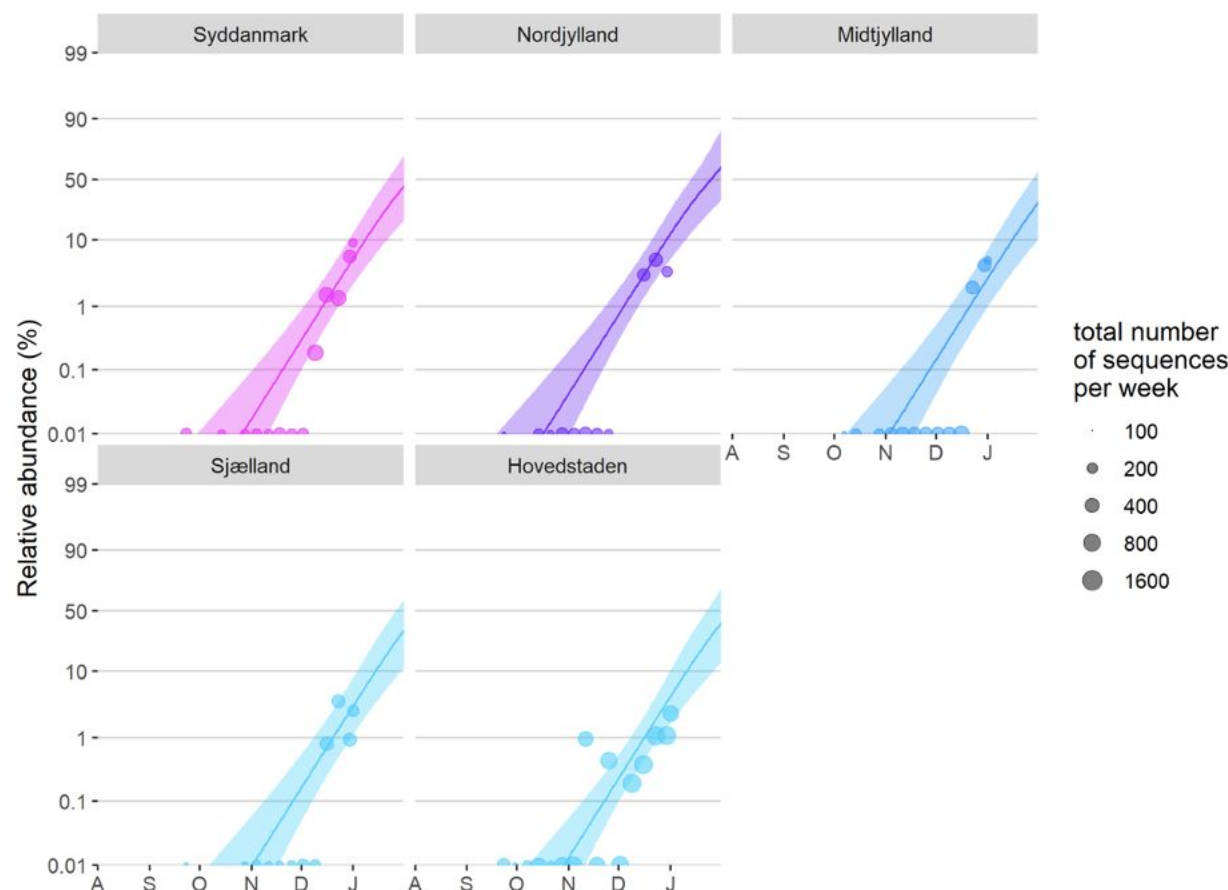 Syddanmark Nordjylland Midtjylland
99
90
50
10
1
0.1
0.01
A S O N D J
Sjælland Hovedstaden
99
90
50
10
1
0.1
0.01
A S O N D J A S O N D J
Relative abundance (%)
total number
of sequences
per week
100
200
400
800
1600